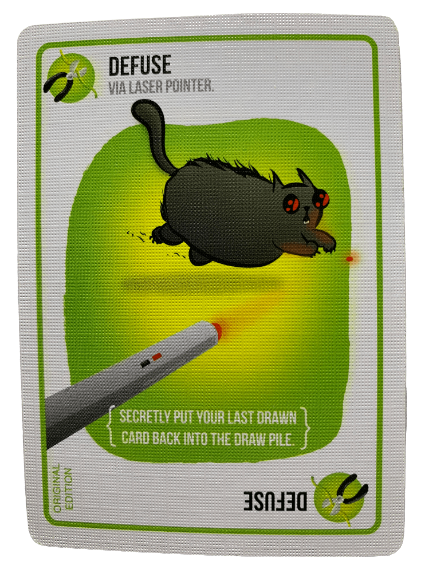 DEFUSE
VIA LASER POINTER.
SECRETLY PUT YOUR LAST DRAWN
CARD BACK INTO THE DRAW PILE.
ORIGINAL
EDITION
DEFUSE